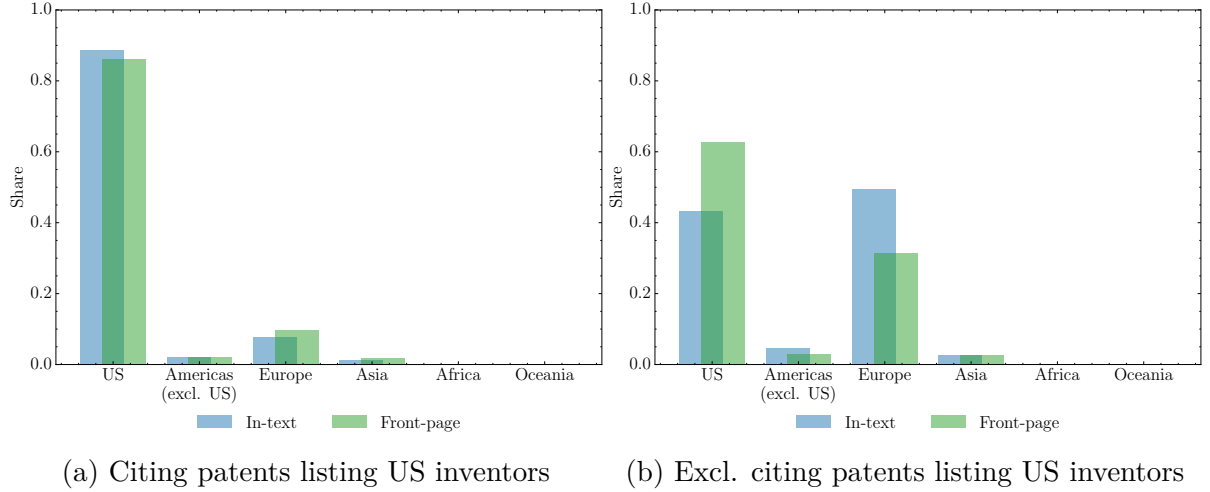 1.0
0.8
0.6
0.4
0.2
0.0
Share
US
Americas
(excl. US)
Europe
Asia
Africa
Oceania
In-text
Front-page
(a) Citing patents listing US inventors
1.0
0.8
0.6
0.4
0.2
0.0
Share
US
Americas
(excl. US)
Europe
Asia
Africa
Oceania
In-text
Front-page
(b) Excl. citing patents listing US inventors